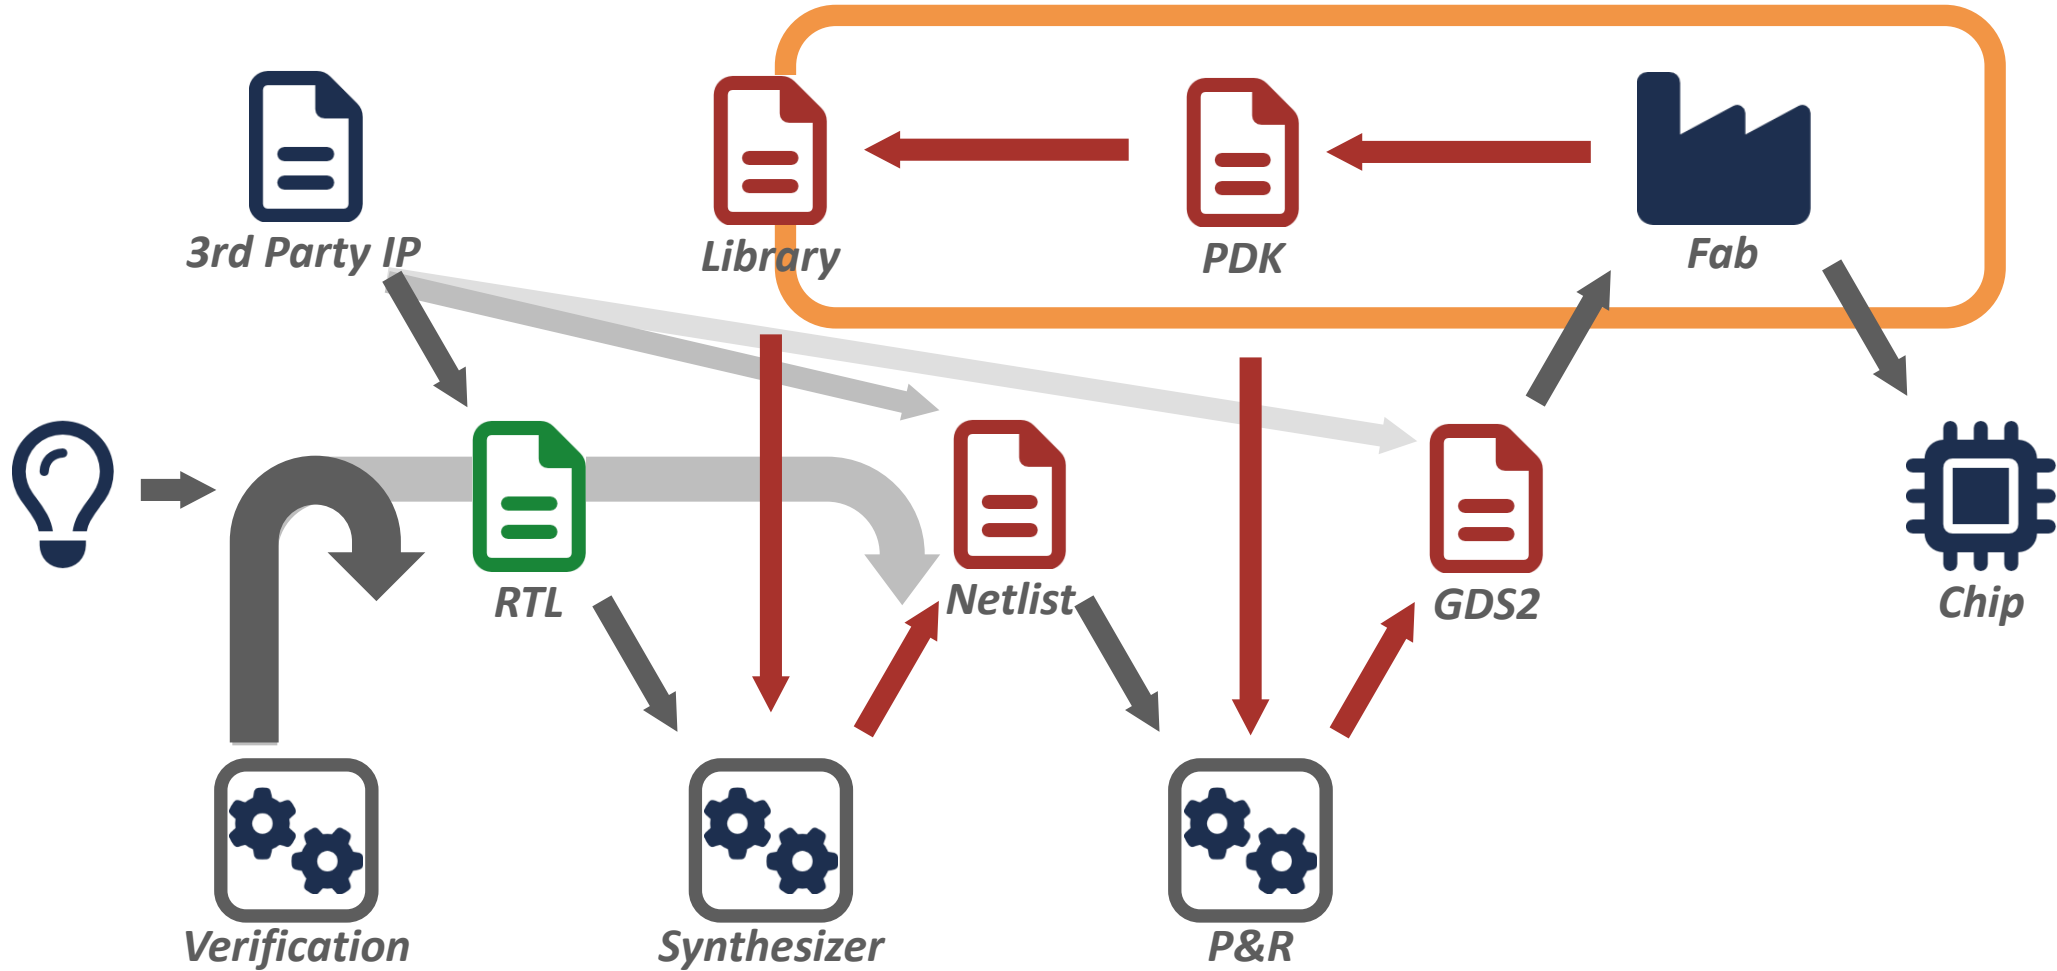 3rd Party IP
Library
PDK
Fab
RTL
Netlist
GDS2
Chip
Verification
Synthesizer
P&R